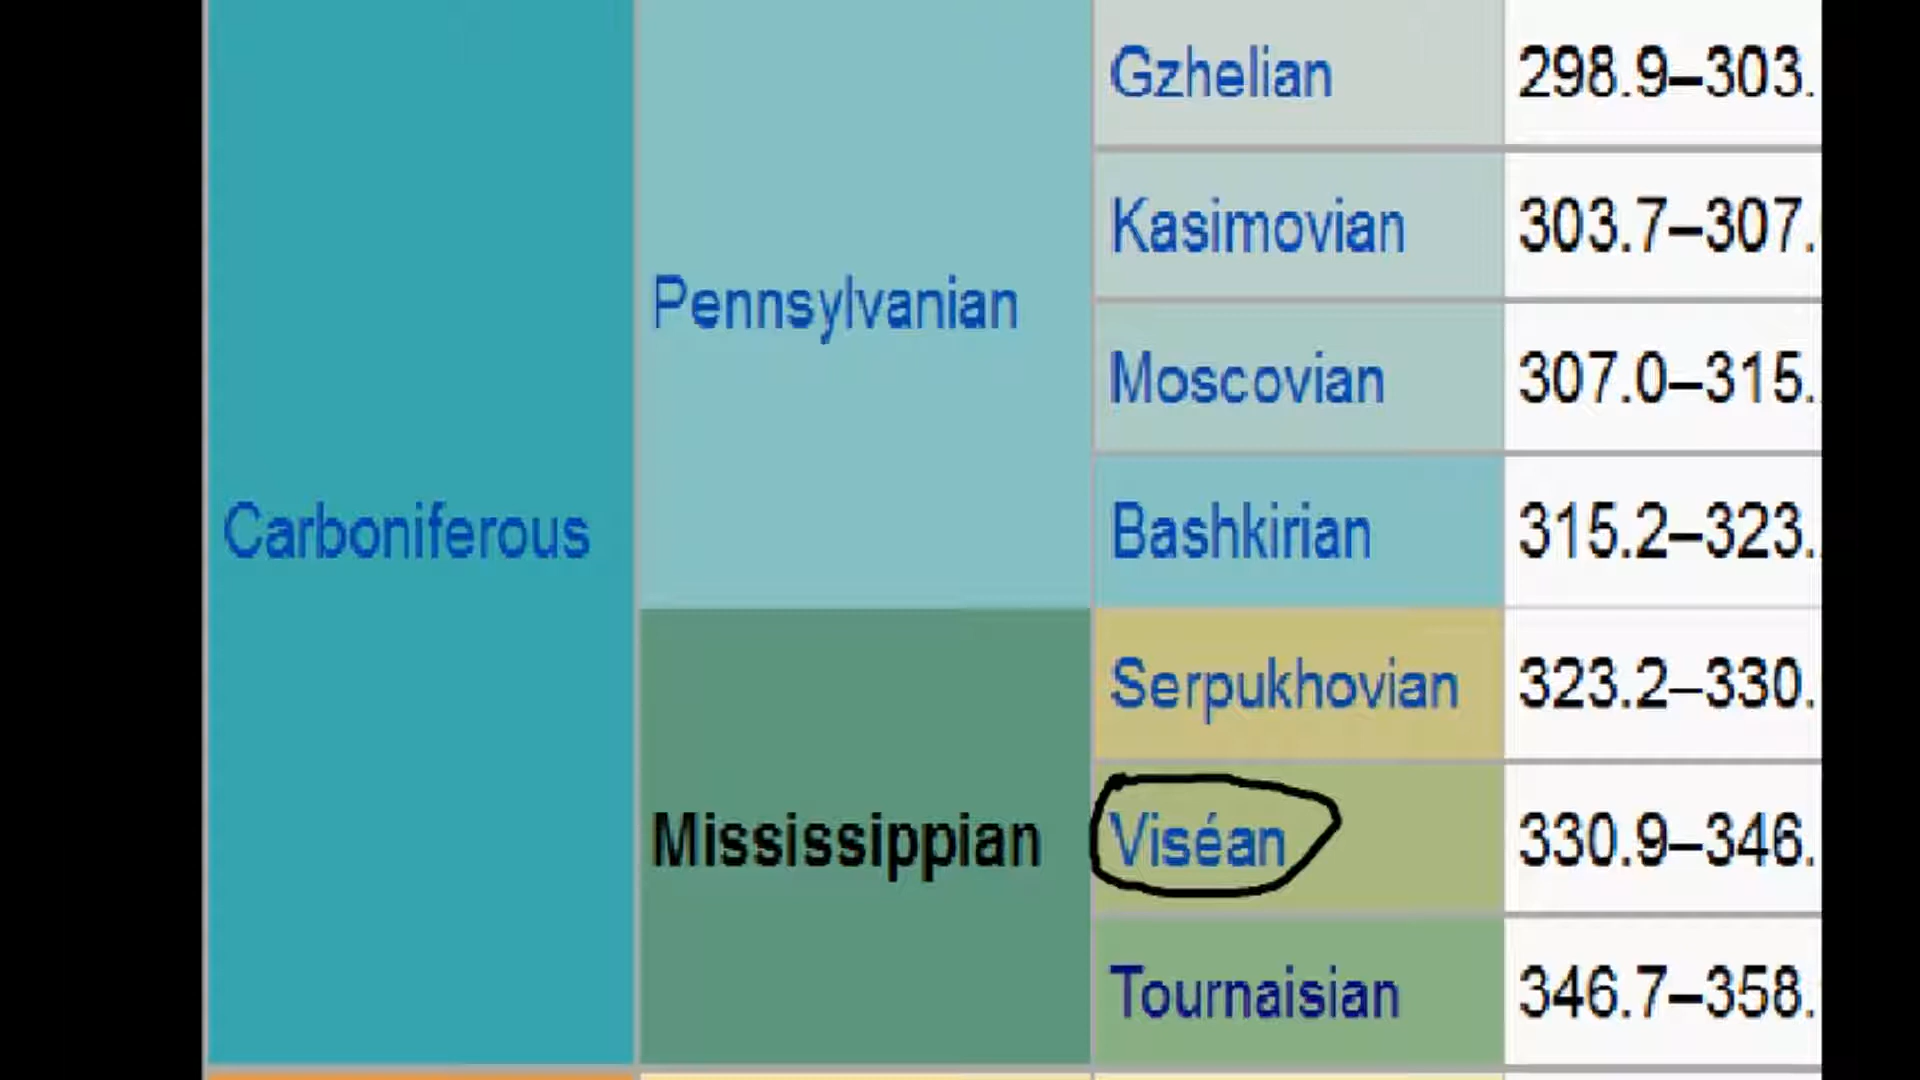 Gzhelian 298.9–303.
Kasimovian 303.7–307.
Pennsylvanian
Moscovian 307.0–315.
Carboniferous
Bashkirian 315.2–323.
Serpukhovian 323.2–330.
Mississippian
Viséan 330.9–346.
Tournaisian 346.7–358.